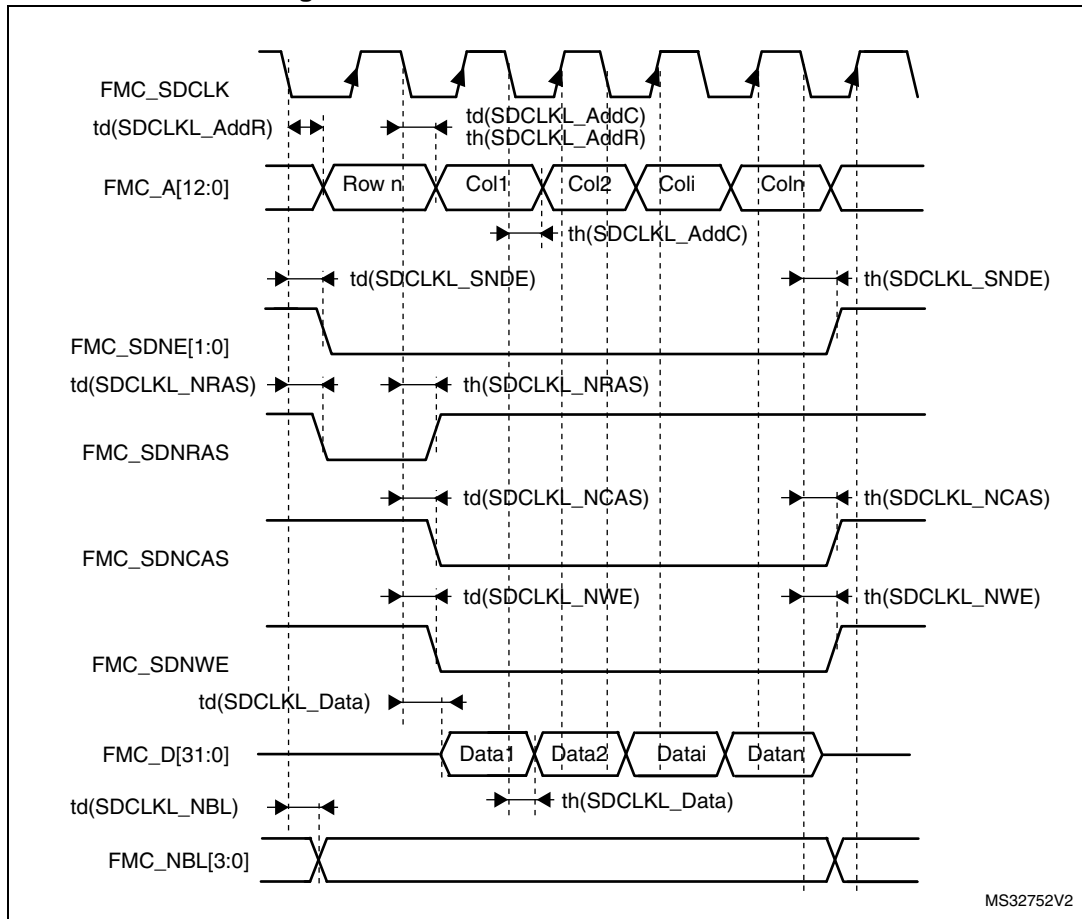 FMC_SDCLK
td(SDCLKL_AddR)
td(SDCLKL_AddC)
th(SDCLKL_AddR)
FMC_A[12:0]
Row n
Col1
Col2
Coli
Coln
th(SDCLKL_AddC)
td(SDCLKL_SNDE)
th(SDCLKL_SNDE)
FMC_SDNE[1:0]
td(SDCLKL_NRAS)
th(SDCLKL_NRAS)
FMC_SDNRAS
td(SDCLKL_NCAS)
th(SDCLKL_NCAS)
FMC_SDNCAS
td(SDCLKL_NWE)
th(SDCLKL_NWE)
FMC_SDNWE
td(SDCLKL_Data)
FMC_D[31:0]
Data1
Data2
Datai
Datan
td(SDCLKL_NBL)
th(SDCLKL_Data)
FMC_NBL[3:0]
MS32752V2